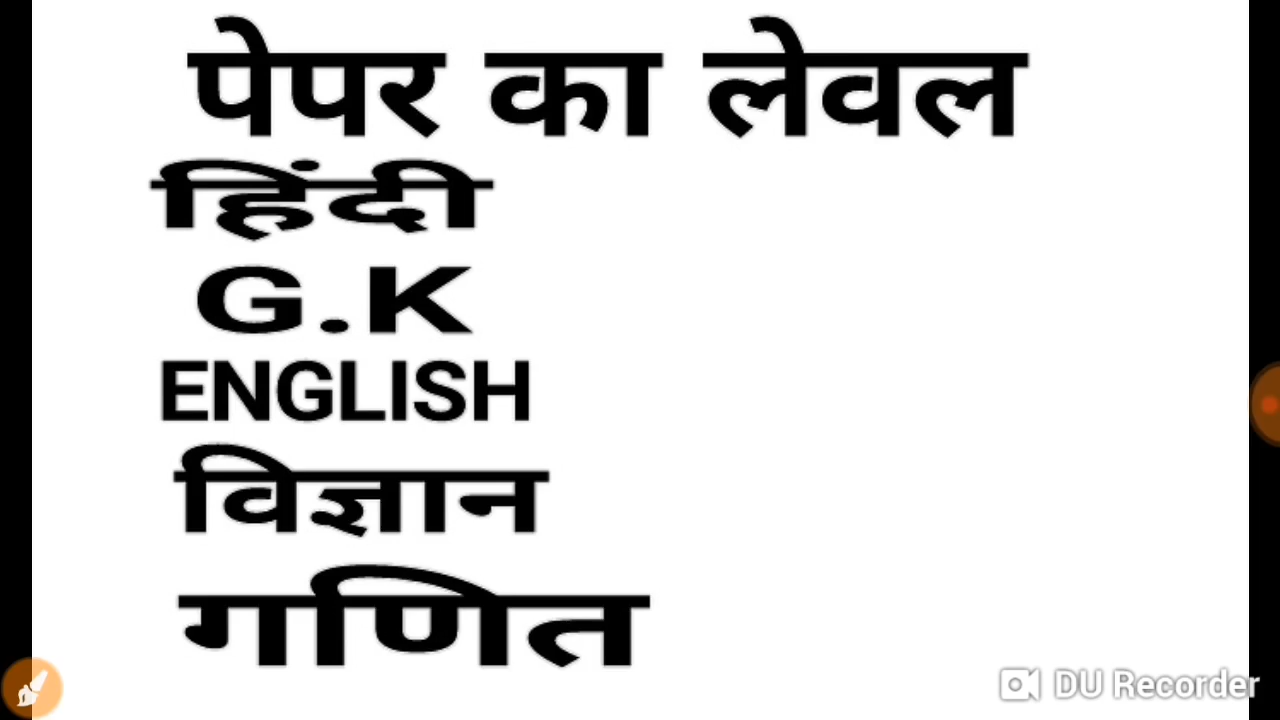 पेपर का लेवल
हिंदी
G.K
ENGLISH
विज्ञान
गणित
DU Recorder